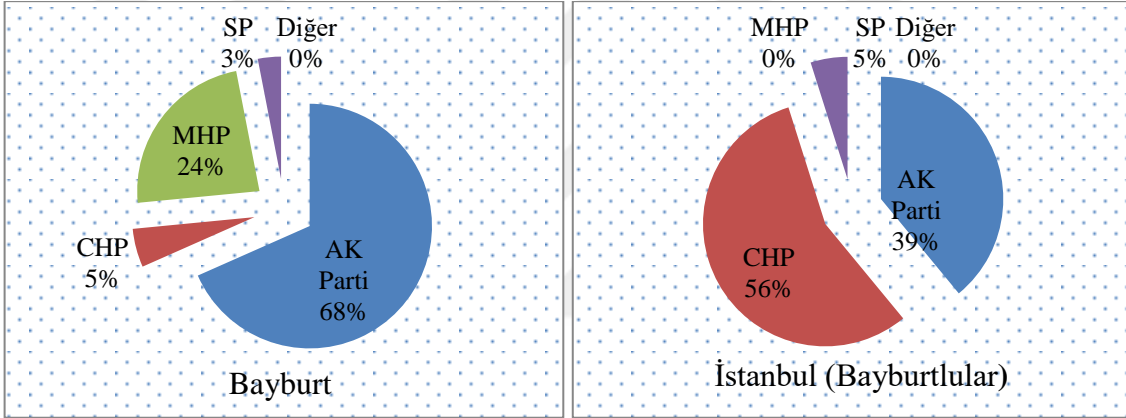 SP
3%
Diğer
0%
MHP
24%
CHP
5%
AK
Parti
68%
Bayburt
MHP
0%
SP
5%
Diğer
0%
AK
Parti
39%
CHP
56%
İstanbul (Bayburtlular)